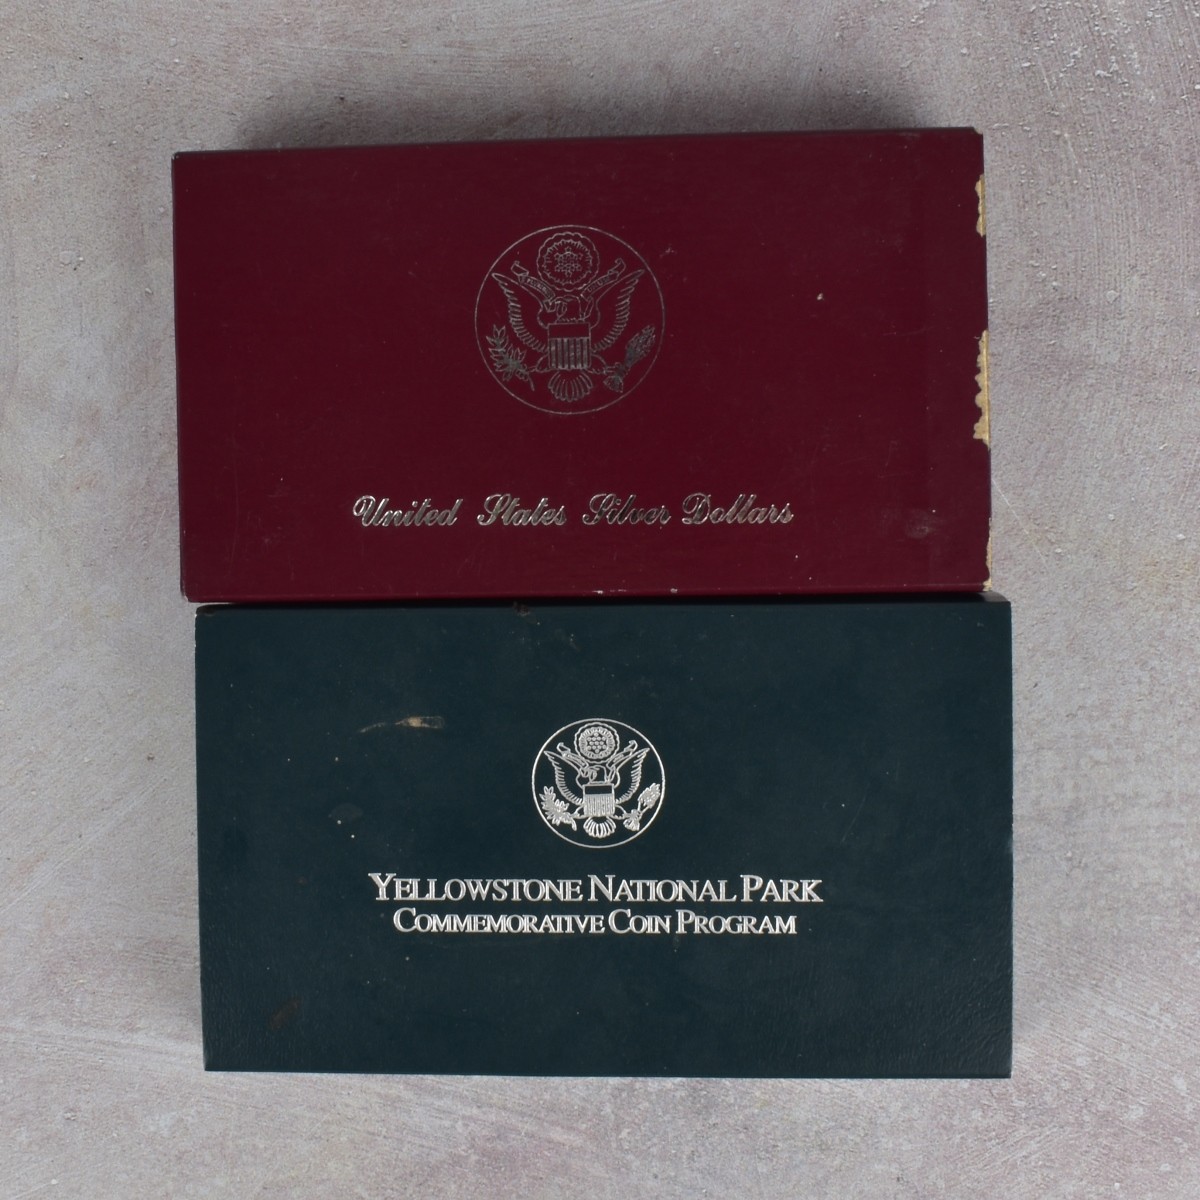 United States Silver Dollars
YELLOWSTONE NATIONAL PARK
COMMEMORATIVE COIN PROGRAM